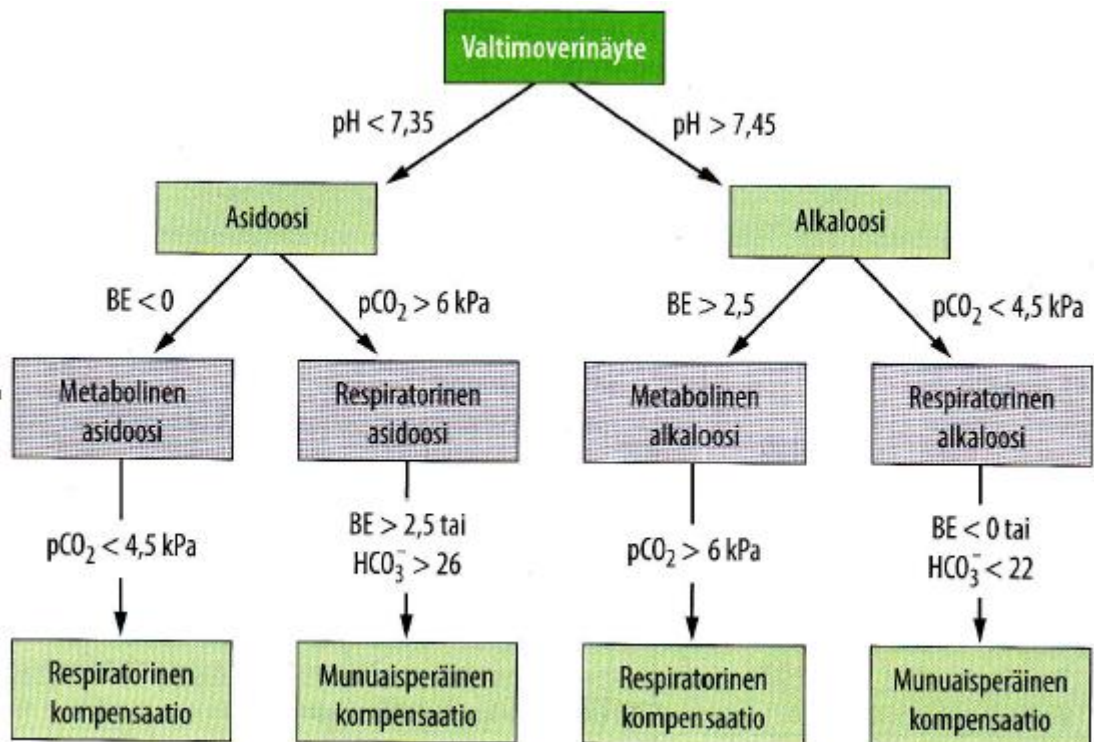 Valtimoverinäyte
pH < 7,35
pH > 7,45
Asidoosi
Alkaloosi
BE < 0
pCO₂ > 6 kPa
BE > 2,5
pCO₂ < 4,5 kPa
Metabolinen
asidoosi
Respiratorinen
asidoosi
Metabolinen
alkaloosi
Respiratorinen
alkaloosi
pCO₂ < 4,5 kPa
BE > 2,5 tai
HCO₃⁻ > 26
pCO₂ > 6 kPa
BE < 0 tai
HCO₃⁻ < 22
Respiratorinen
kompensaatio
Munuaisperäinen
kompensaatio
Respiratorinen
kompensaatio
Munuaisperäinen
kompensaatio